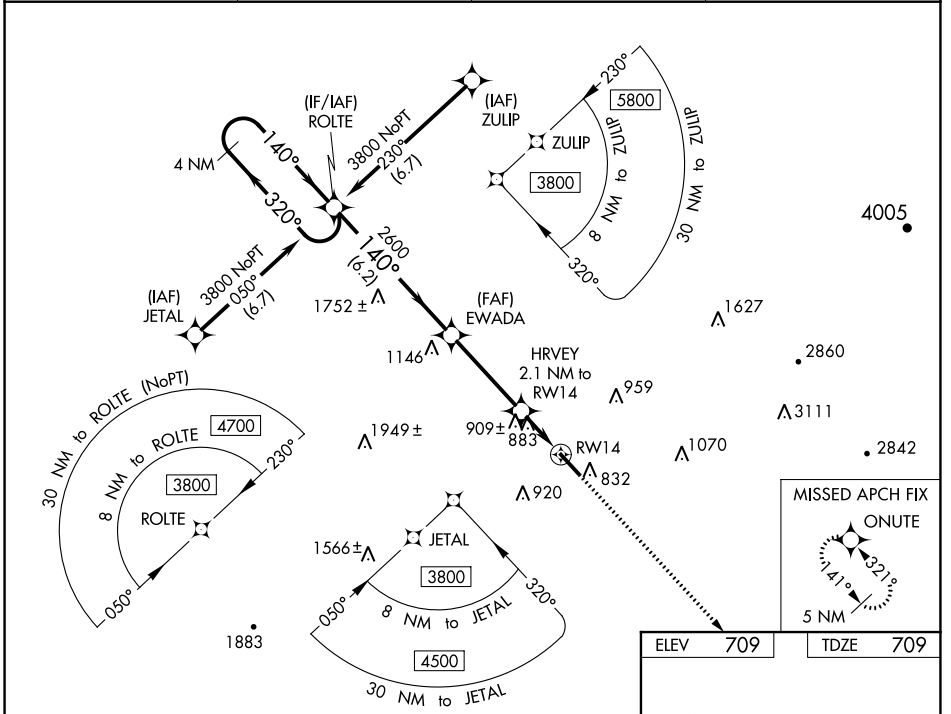 (IF/IAF)
ROLTE
(IAF)
ZULIP
3800 NoPT
230°
(6.7)
4 NM
140°
320°
3800 NoPT
050°
(6.7)
(IAF)
JETAL
2600
140°
(6.2)
1752 ±
(FAF)
EWADA
1146
HRVEY
2.1 NM to
RW14
909±
883
RW14
832
959
920
1070
1627
2860
3111
2842
4005
1949 ±
1566 ±
1883
230°
5800
ZULIP
3800
8 NM to ZULIP
30 NM to ZULIP
320°
30 NM to ROLTE (NoPT)
4700
230°
8 NM to ROLTE
3800
ROLTE
050°
JETAL
3800
050°
320°
8 NM to JETAL
4500
30 NM to JETAL
MISSED APCH FIX
ONUTE
321°
141°
5 NM
ELEV 709
TDZE 709